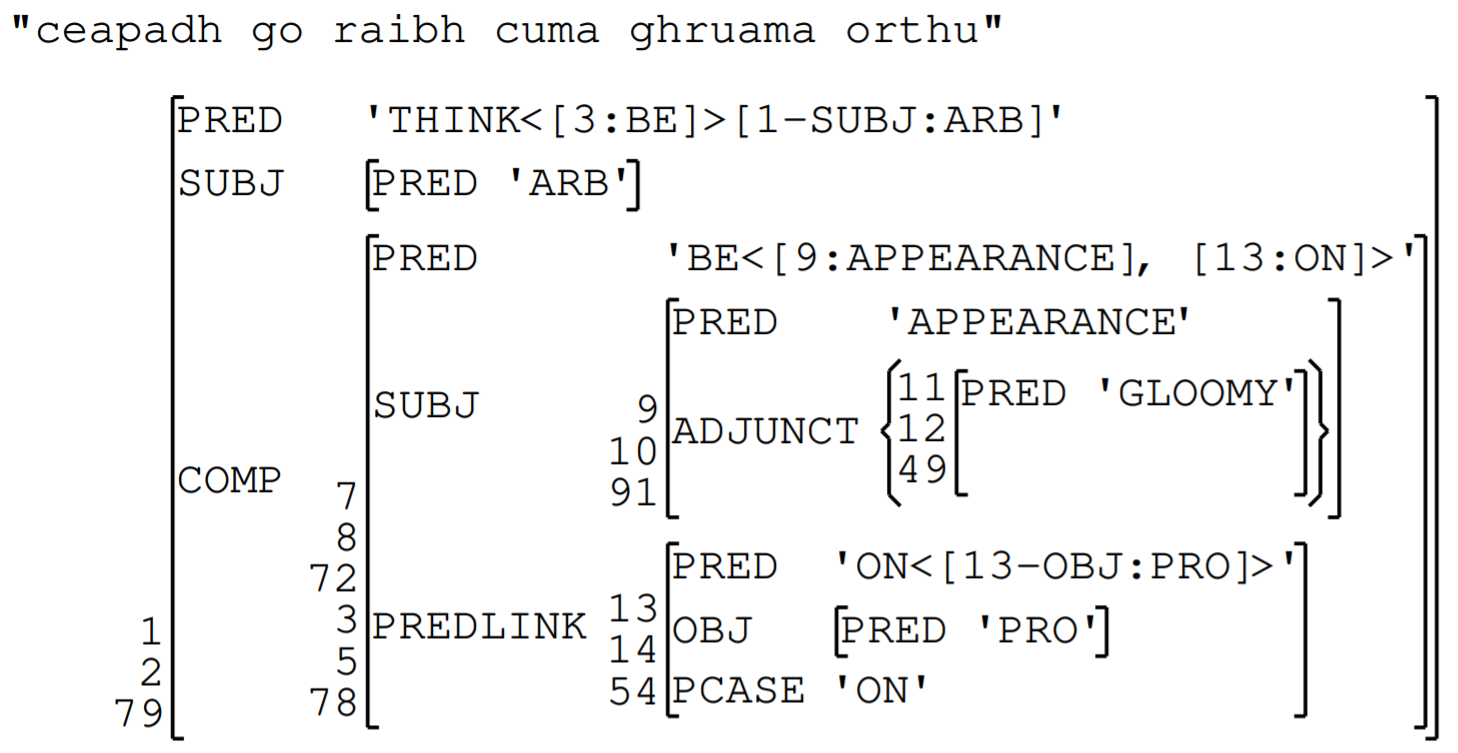 "ceapadh go raibh cuma ghruama orthu"
PRED 'THINK<[3:BE]>[1-SUBJ:ARB]'
SUBJ [PRED 'ARB']
PRED 'BE<[9:APPEARANCE], [13:ON]>'
PRED 'APPEARANCE'
11 [PRED 'GLOOMY']
SUBJ 9
ADJUNCT 12
10
49
COMP 91
7
8
PRED 'ON<[13-OBJ:PRO]>'
72
13
3 PREDLINK
1
OBJ [PRED 'PRO']
14
5
2
54 PCASE 'ON'
78
79